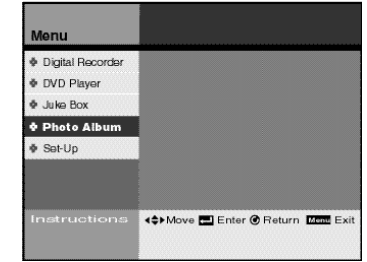 Menu
Digital Recorder
DVD Player
Juke Box
Photo Album
Set-Up
Instructions
Move Enter Return Menu Exit